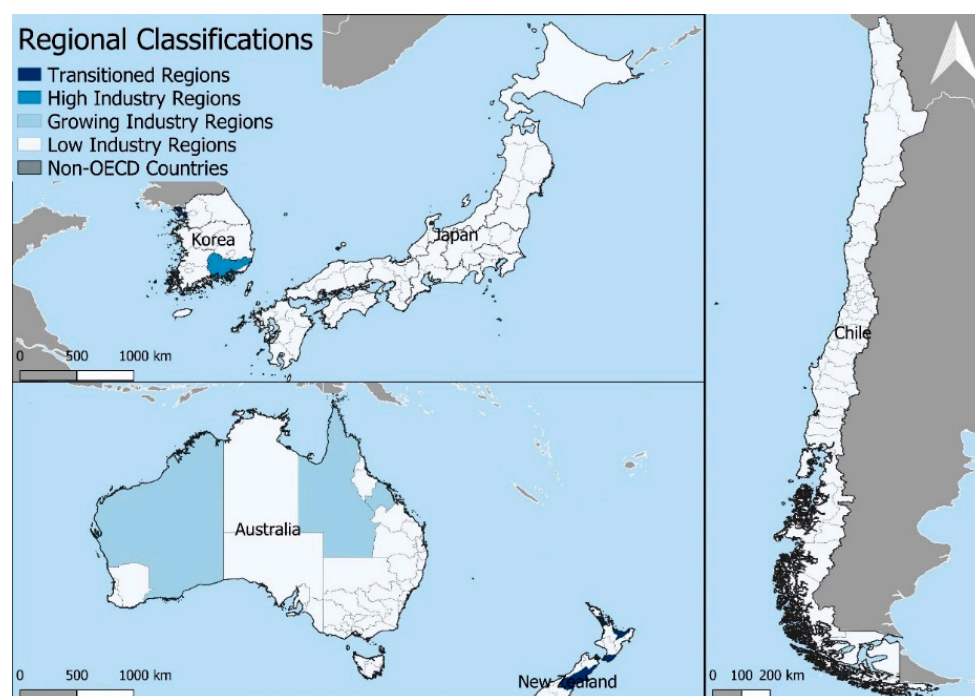 Regional Classifications
Transitioned Regions
High Industry Regions
Growing Industry Regions
Low Industry Regions
Non-OECD Countries
Korea
Japan
0 500 1000 km
Chile
Australia
New Zealand
0 500 1000 km
0 100 200 km